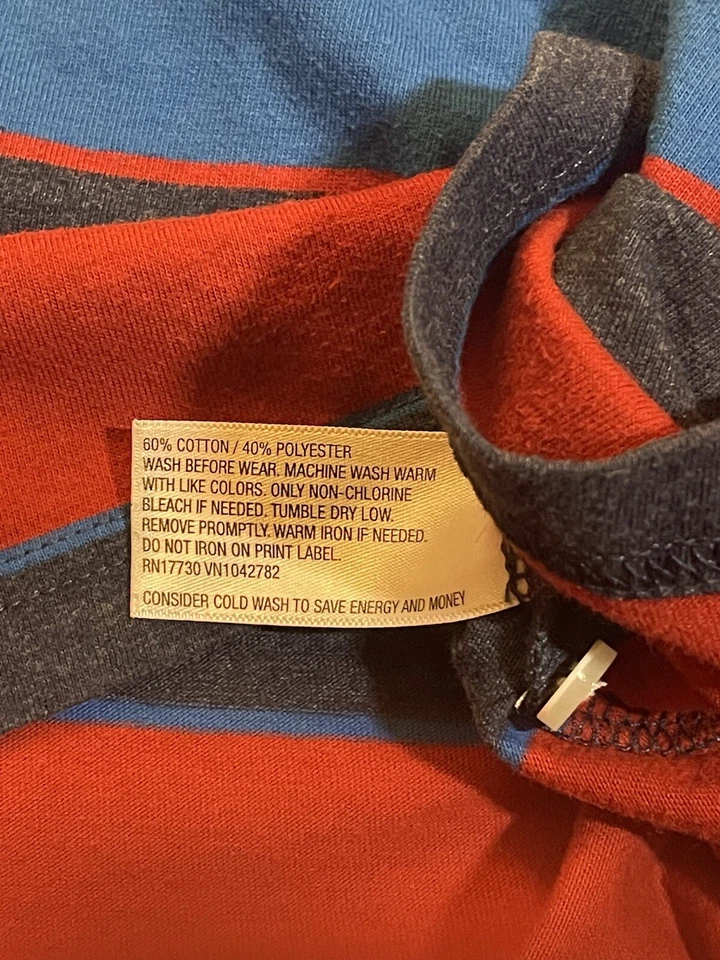 60% COTTON / 40% POLYESTER
WASH BEFORE WEAR. MACHINE WASH WARM
WITH LIKE COLORS. ONLY NON-CHLORINE
BLEACH IF NEEDED. TUMBLE DRY LOW.
REMOVE PROMPTLY. WARM IRON IF NEEDED.
DO NOT IRON ON PRINT LABEL.
RN17730 VN1042782
CONSIDER COLD WASH TO SAVE ENERGY AND MONEY